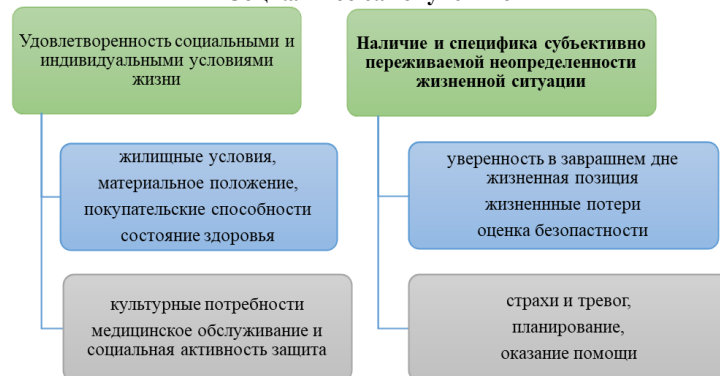 Удовлетворенность социальными и
индивидуальными условиями
жизни
жилищные условия,
материальное положение,
покупательские способности
состояние здоровья
культурные потребности
медицинское обслуживание и
социальная активность защита
Наличие и специфика субъективно
переживаемой неопределенности
жизненной ситуации
уверенность в заврашнем дне
жизненная позиция
жизненнные потери
оценка безопастности
страхи и тревог,
планирование,
оказание помощи